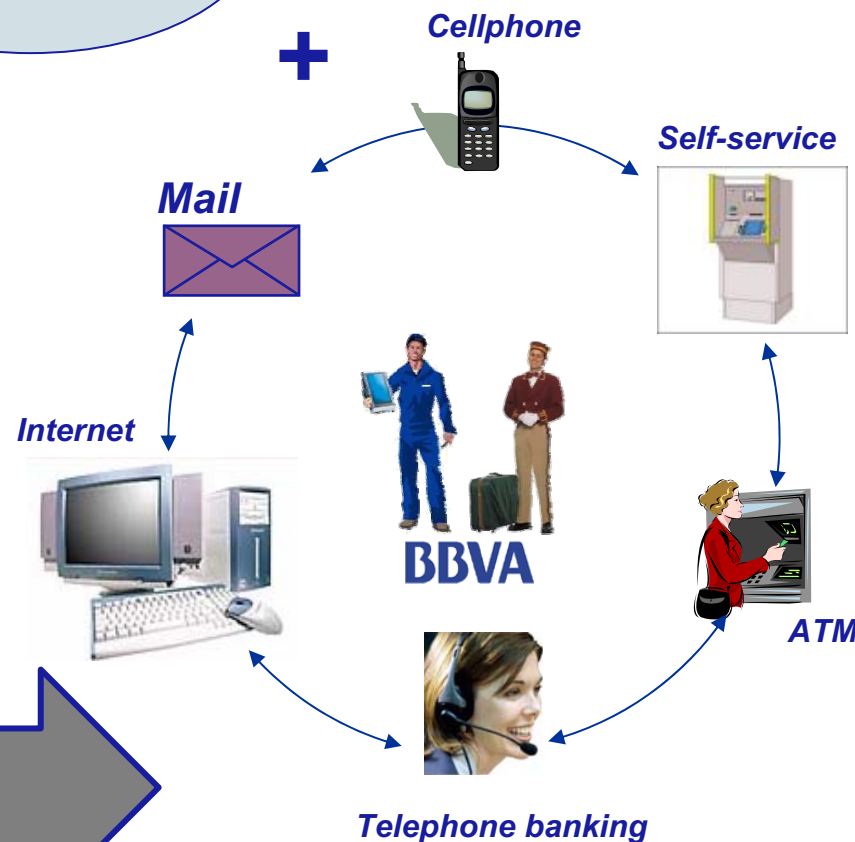 +
Cellphone
Self-service
Mail
Internet
BBVA
ATM
Telephone banking